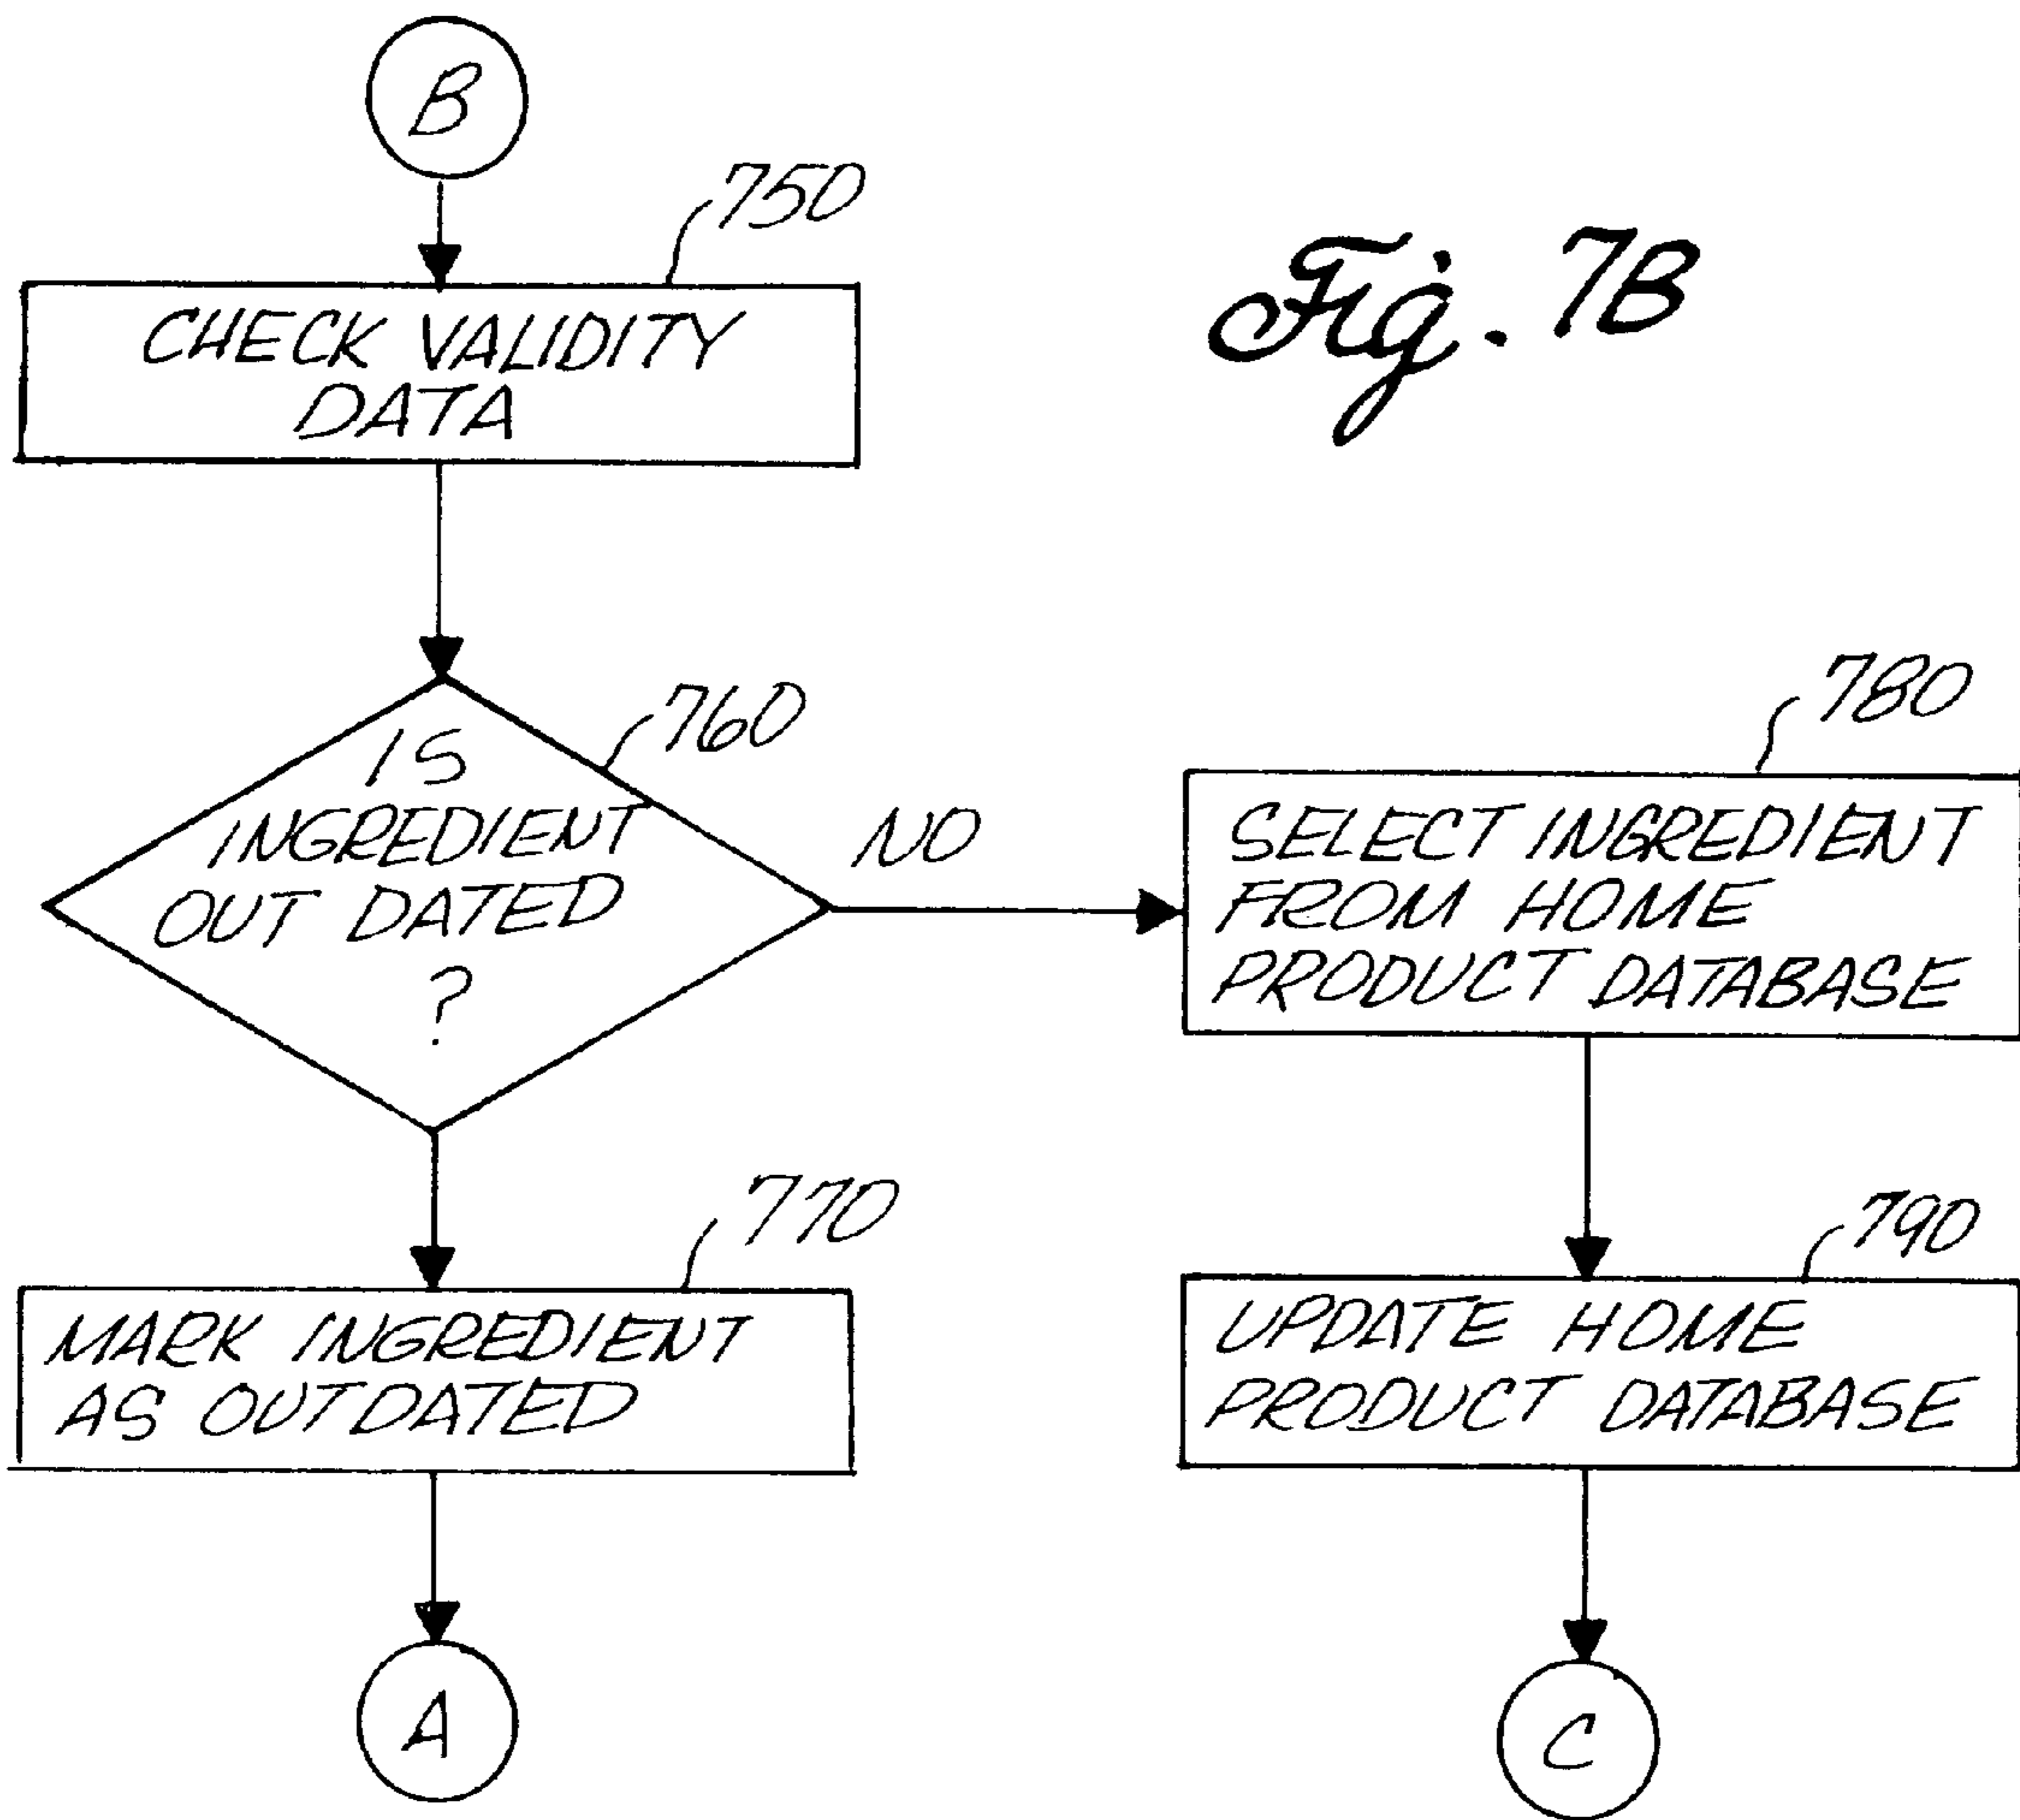 B
750
Fig. 7B
CHECK VALIDITY
DATA
760
IS
INGREDIENT
OUT DATED
?
NO
780
SELECT INGREDIENT
FROM HOME
PRODUCT DATABASE
770
MARK INGREDIENT
AS OUTDATED
790
UPDATE HOME
PRODUCT DATABASE
A
C